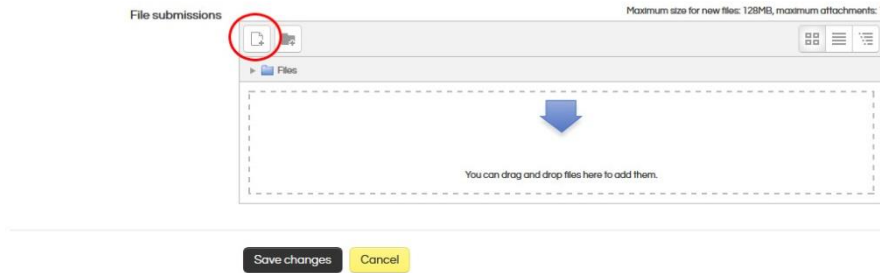 File submissions
Maximum size for new files: 128MB, maximum attachments:
Files
You can drag and drop files here to add them.
Save changes
Cancel